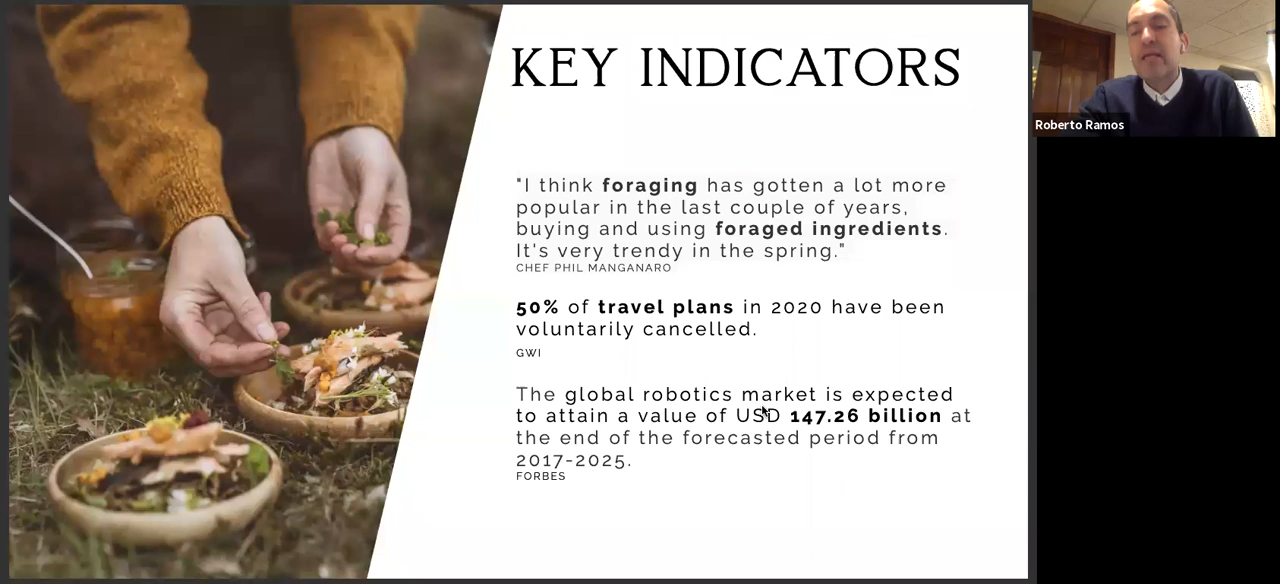 KEY INDICATORS
Roberto Ramos
"I think foraging has gotten a lot more
popular in the last couple of years,
buying and using foraged ingredients.
It's very trendy in the spring."
CHEF PHIL MANGANARO
50% of travel plans in 2020 have been
voluntarily cancelled.
GWI
The global robotics market is expected
to attain a value of USD 147.26 billion at
the end of the forecasted period from
2017-2025.
FORBES